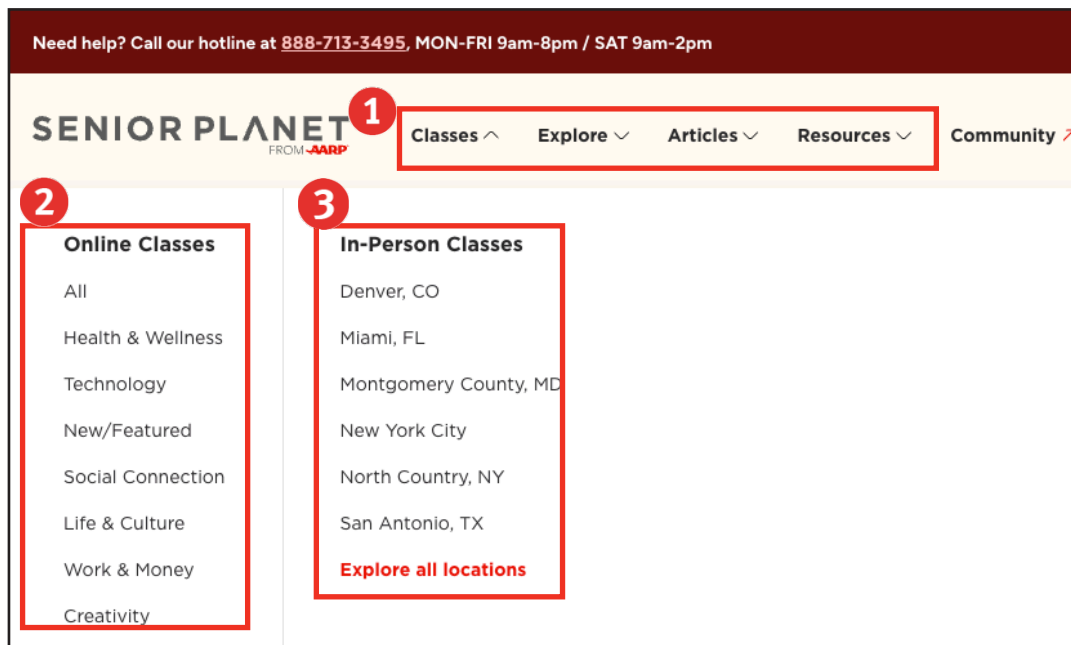 Need help? Call our hotline at 888-713-3495, MON-FRI 9am-8pm / SAT 9am-2pm
SENIOR PLANET
FROM AARP
1
Classes Explore Articles Resources Community
2
Online Classes
All
Health & Wellness
Technology
New/Featured
Social Connection
Life & Culture
Work & Money
Creativity
3
In-Person Classes
Denver, CO
Miami, FL
Montgomery County, MD
New York City
North Country, NY
San Antonio, TX
Explore all locations